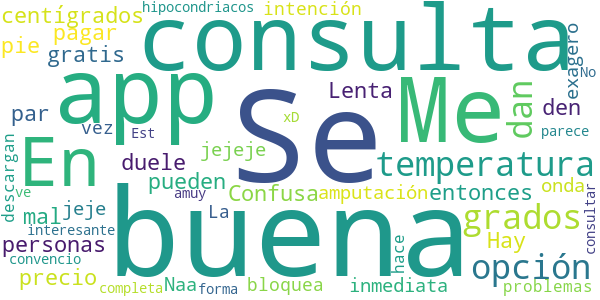 centígrados
hipocondriacos
intención
pie
pagar
gratis
consulta
exagero
No
app
Se
Me
Lenta
dan
den
par
vez
Est
xD
parece
descargan
En
duele
jejeje
temperatura
ve
mal
jeje
pueden
Confusa
amputación
entonces
onda
amuy
La
buena
grados
consultar
interesante
personas
Hay
opción
convencio
precio
Naa
bloquea
hace
inmediata
problemas
completa
forma